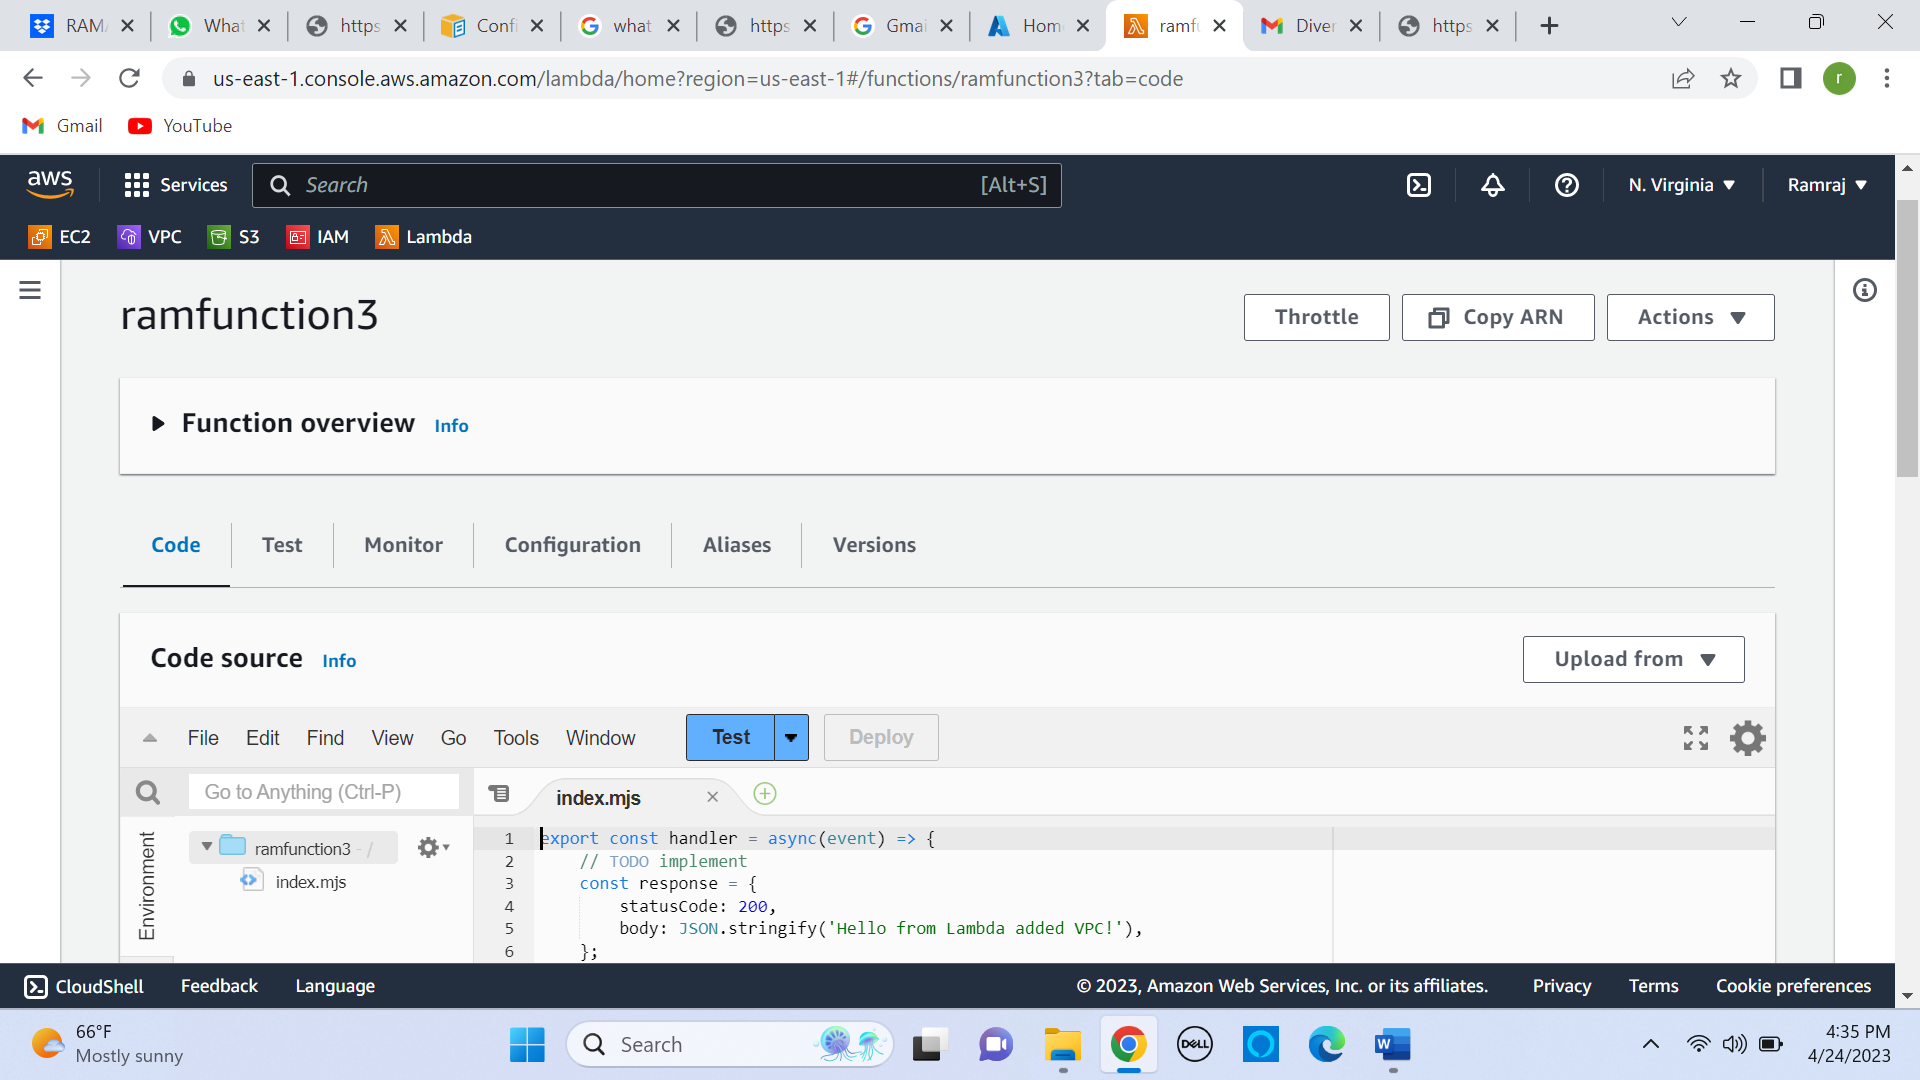 RAM What https Confi what https Gmai Hom ramfu Diver https
us-east-1.console.aws.amazon.com/lambda/home?region=us-east-1#/functions/ramfunction3?tab=code r
Gmail YouTube
aws Services Search [Alt+S] N. Virginia Ramraj
EC2 VPC S3 IAM Lambda
ramfunction3 Throttle Copy ARN Actions
Function overview Info
Code Test Monitor Configuration Aliases Versions
Code source Info Upload from
File Edit Find View Go Tools Window Test Deploy
Go to Anything (Ctrl-P) index.mjs
Environment
ramfunction3 - /
index.mjs
1 export const handler = async(event) => {
2 // TODO implement
3 const response = {
4 statusCode: 200,
5 body: JSON.stringify('Hello from Lambda added VPC!'),
6 };
CloudShell Feedback Language © 2023, Amazon Web Services, Inc. or its affiliates. Privacy Terms Cookie preferences
66°F
Mostly sunny
Search
DELL
W
4:35 PM
4/24/2023